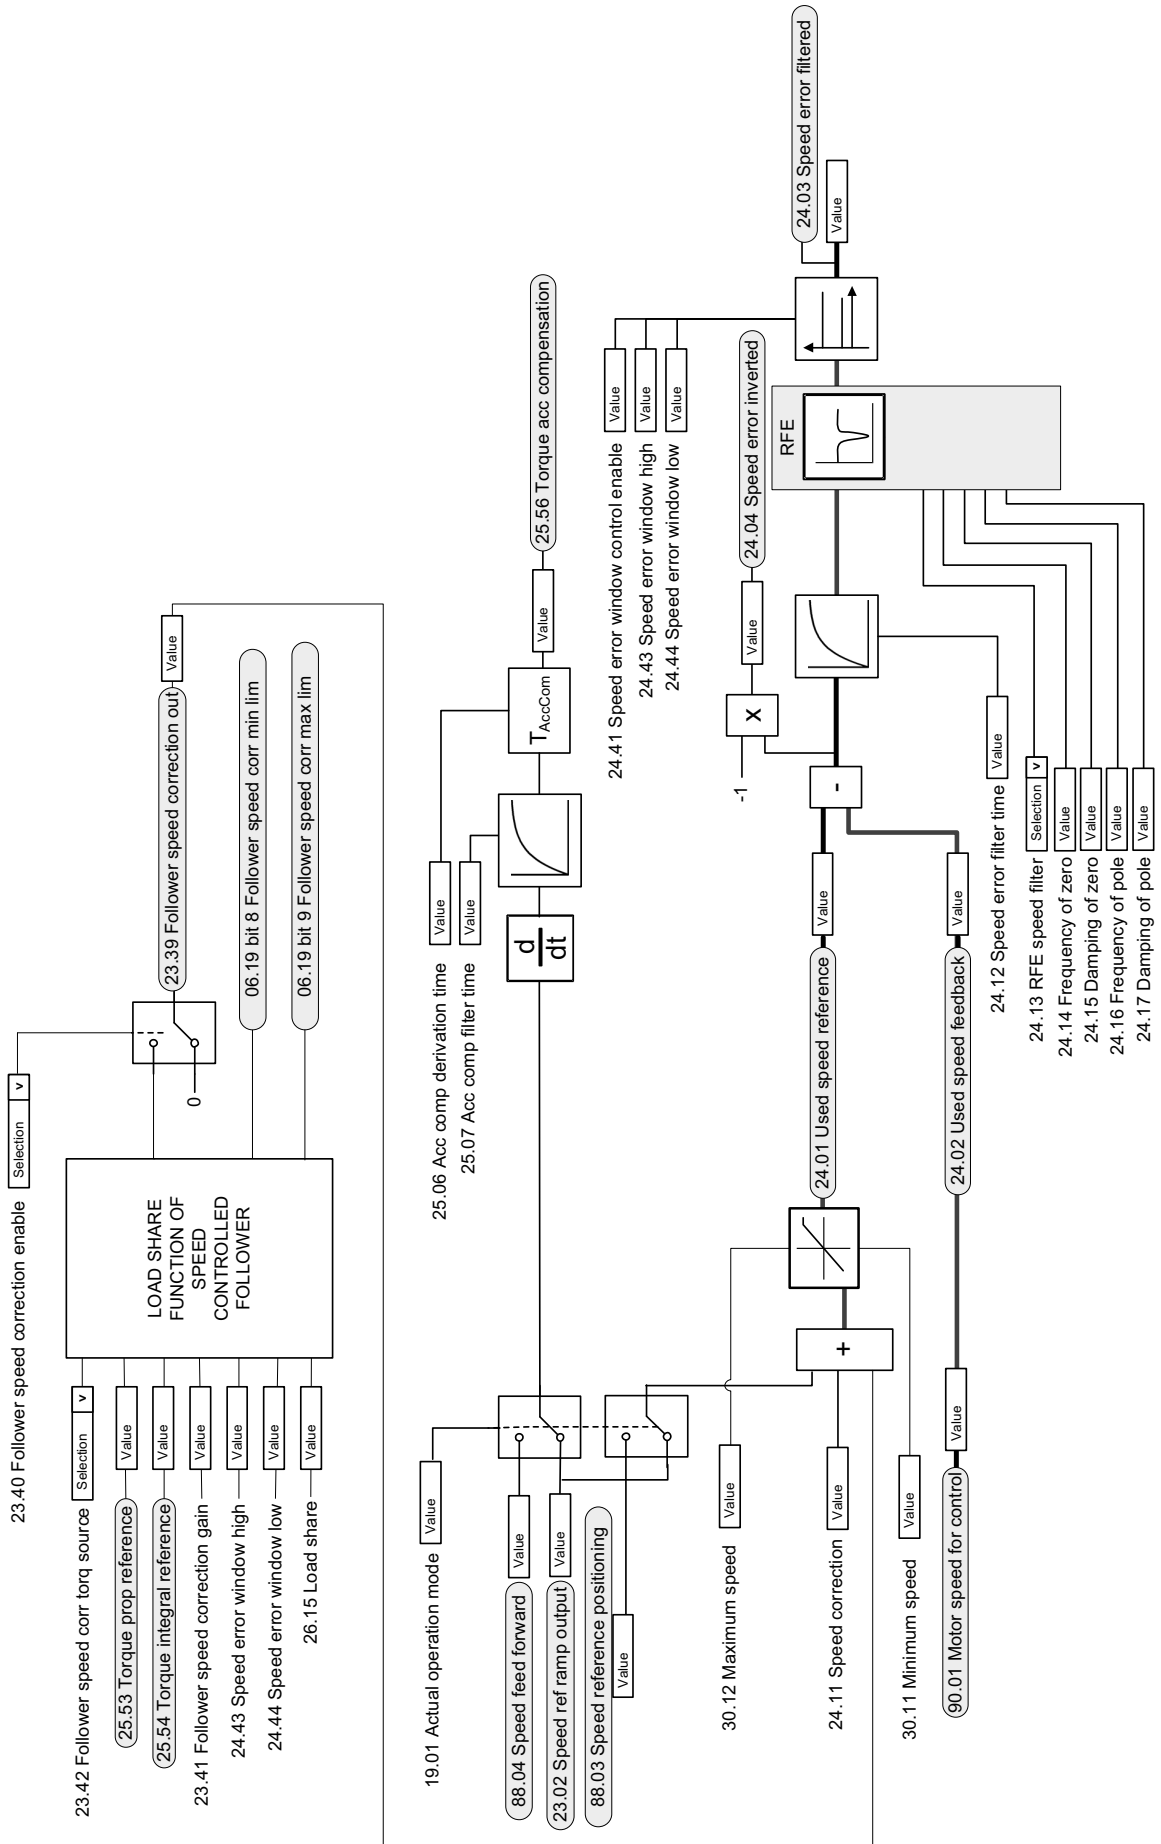 23.40 Follower speed correction enable
Selection v
23.42 Follower speed corr torq source
Selection v
25.53 Torque prop reference
Value
25.54 Torque integral reference
Value
23.41 Follower speed correction gain
Value
24.43 Speed error window high
Value
24.44 Speed error window low
Value
26.15 Load share
Value
LOAD SHARE
FUNCTION OF
SPEED
CONTROLLED
FOLLOWER
0
23.39 Follower speed correction out
Value
06.19 bit 8 Follower speed corr min lim
06.19 bit 9 Follower speed corr max lim
19.01 Actual operation mode
Value
88.04 Speed feed forward
Value
23.02 Speed ref ramp output
Value
88.03 Speed reference positioning
Value
d
dt
25.06 Acc comp derivation time
Value
25.07 Acc comp filter time
Value
TAccCom
Value
25.56 Torque acc compensation
30.12 Maximum speed
Value
24.11 Speed correction
Value
30.11 Minimum speed
Value
+
24.01 Used speed reference
Value
90.01 Motor speed for control
Value
24.02 Used speed feedback
Value
-
-1
X
Value
24.04 Speed error inverted
24.41 Speed error window control enable
Value
24.43 Speed error window high
Value
24.44 Speed error window low
Value
RFE
24.03 Speed error filtered
Value
24.12 Speed error filter time
Value
24.13 RFE speed filter
Selection v
24.14 Frequency of zero
Value
24.15 Damping of zero
Value
24.16 Frequency of pole
Value
24.17 Damping of pole
Value